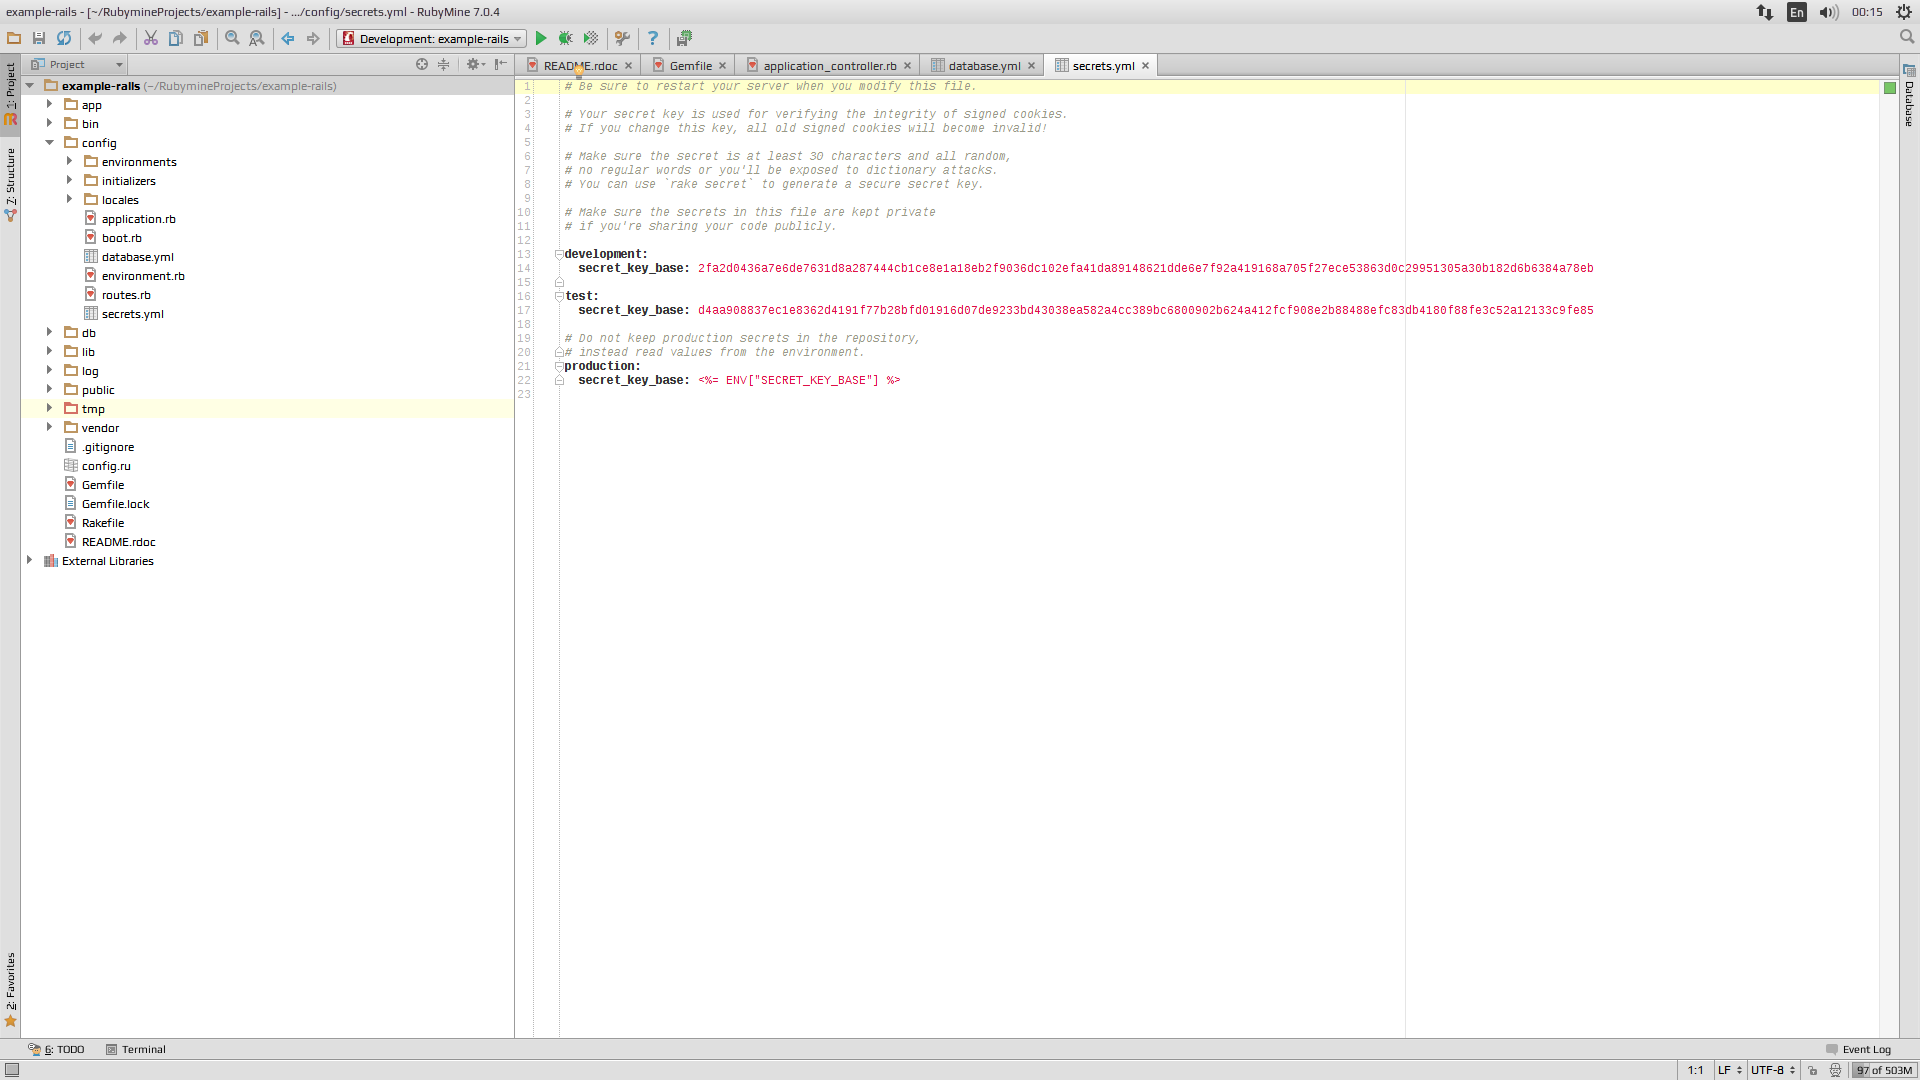 example-rails - [~/RubymineProjects/example-rails] - .../config/secrets.yml - RubyMine 7.0.4
En
00:15
Development: example-rails
Project
README.rdoc
Gemfile
application_controller.rb
database.yml
secrets.yml
1: Project
7: Structure
2: Favorites
Database
example-rails (~/RubymineProjects/example-rails)
app
bin
config
environments
initializers
locales
application.rb
boot.rb
database.yml
environment.rb
routes.rb
secrets.yml
db
lib
log
public
tmp
vendor
.gitignore
config.ru
Gemfile
Gemfile.lock
Rakefile
README.rdoc
External Libraries
1 # Be sure to restart your server when you modify this file.
2
3 # Your secret key is used for verifying the integrity of signed cookies.
4 # If you change this key, all old signed cookies will become invalid!
5
6 # Make sure the secret is at least 30 characters and all random,
7 # no regular words or you'll be exposed to dictionary attacks.
8 # You can use `rake secret` to generate a secure secret key.
9
10 # Make sure the secrets in this file are kept private
11 # if you're sharing your code publicly.
12
13 development:
14 secret_key_base: 2fa2d0436a7e6de7631d8a287444cb1ce8e1a18eb2f9036dc102efa41da89148621dde6e7f92a419168a705f27ece53863d0c29951305a30b182d6b6384a78eb
15
16 test:
17 secret_key_base: d4aa908837ec1e8362d4191f77b28bfd01916d07de9233bd43038ea582a4cc389bc6800902b624a412fcf908e2b88488efc83db4180f88fe3c52a12133c9fe85
18
19 # Do not keep production secrets in the repository,
20 # instead read values from the environment.
21 production:
22 secret_key_base: <%= ENV["SECRET_KEY_BASE"] %>
23
6: TODO
Terminal
Event Log
1:1
LF
UTF-8
97 of 503M